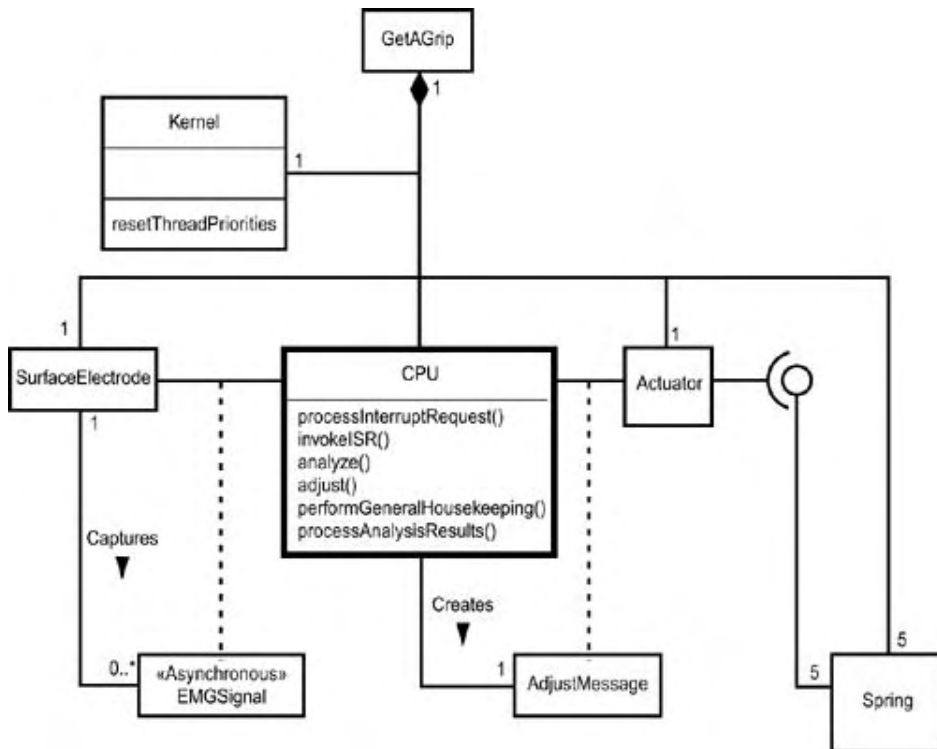 GetAGrip
1
Kernel
1
resetThreadPriorities
1
1
5
SurfaceElectrode
CPU
Actuator
1
processInterruptRequest()
invokeISR()
analyze()
adjust()
performGeneralHousekeeping()
processAnalysisResults()
Captures
Creates
0..*
«Asynchronous»
EMGSignal
1
AdjustMessage
5
Spring